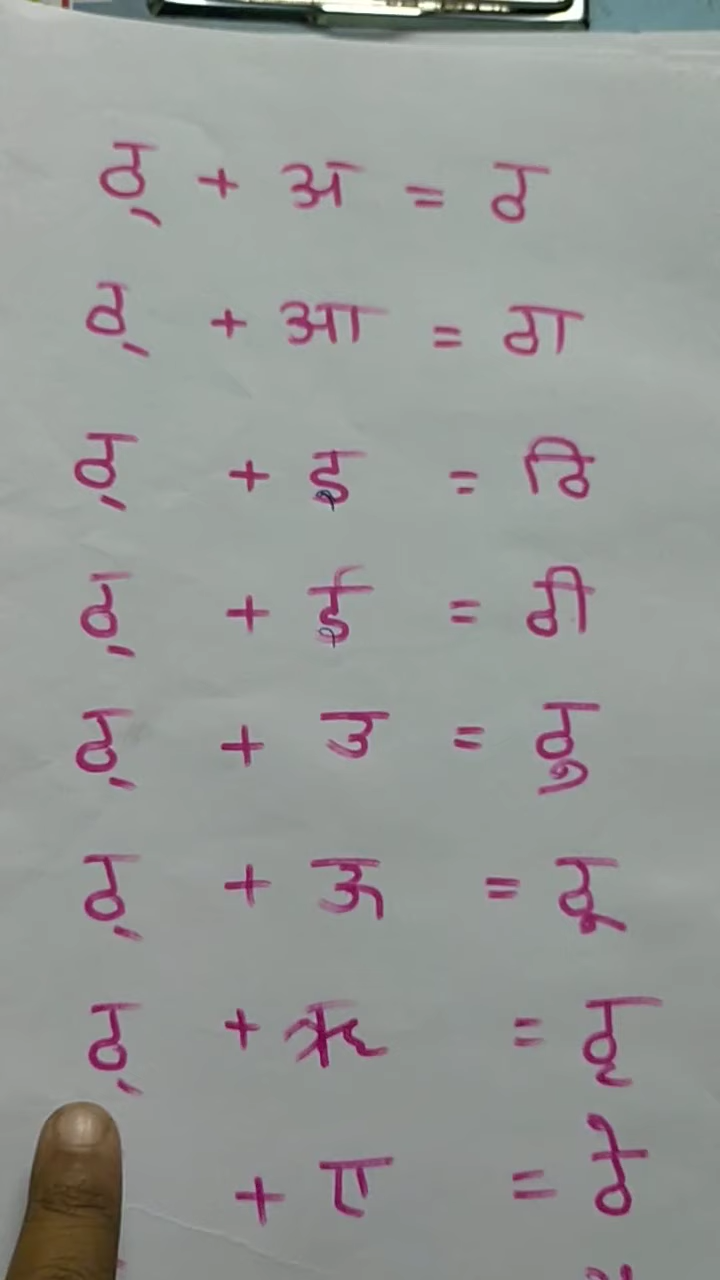 ठ् + अ = ठ
ठ् + आ = ठा
ठ् + इ = ठि
ठ् + ई = ठी
ठ् + उ = ठु
ठ् + ऊ = ठू
ठ् + ऋ = ठृ
+ ए = ठे